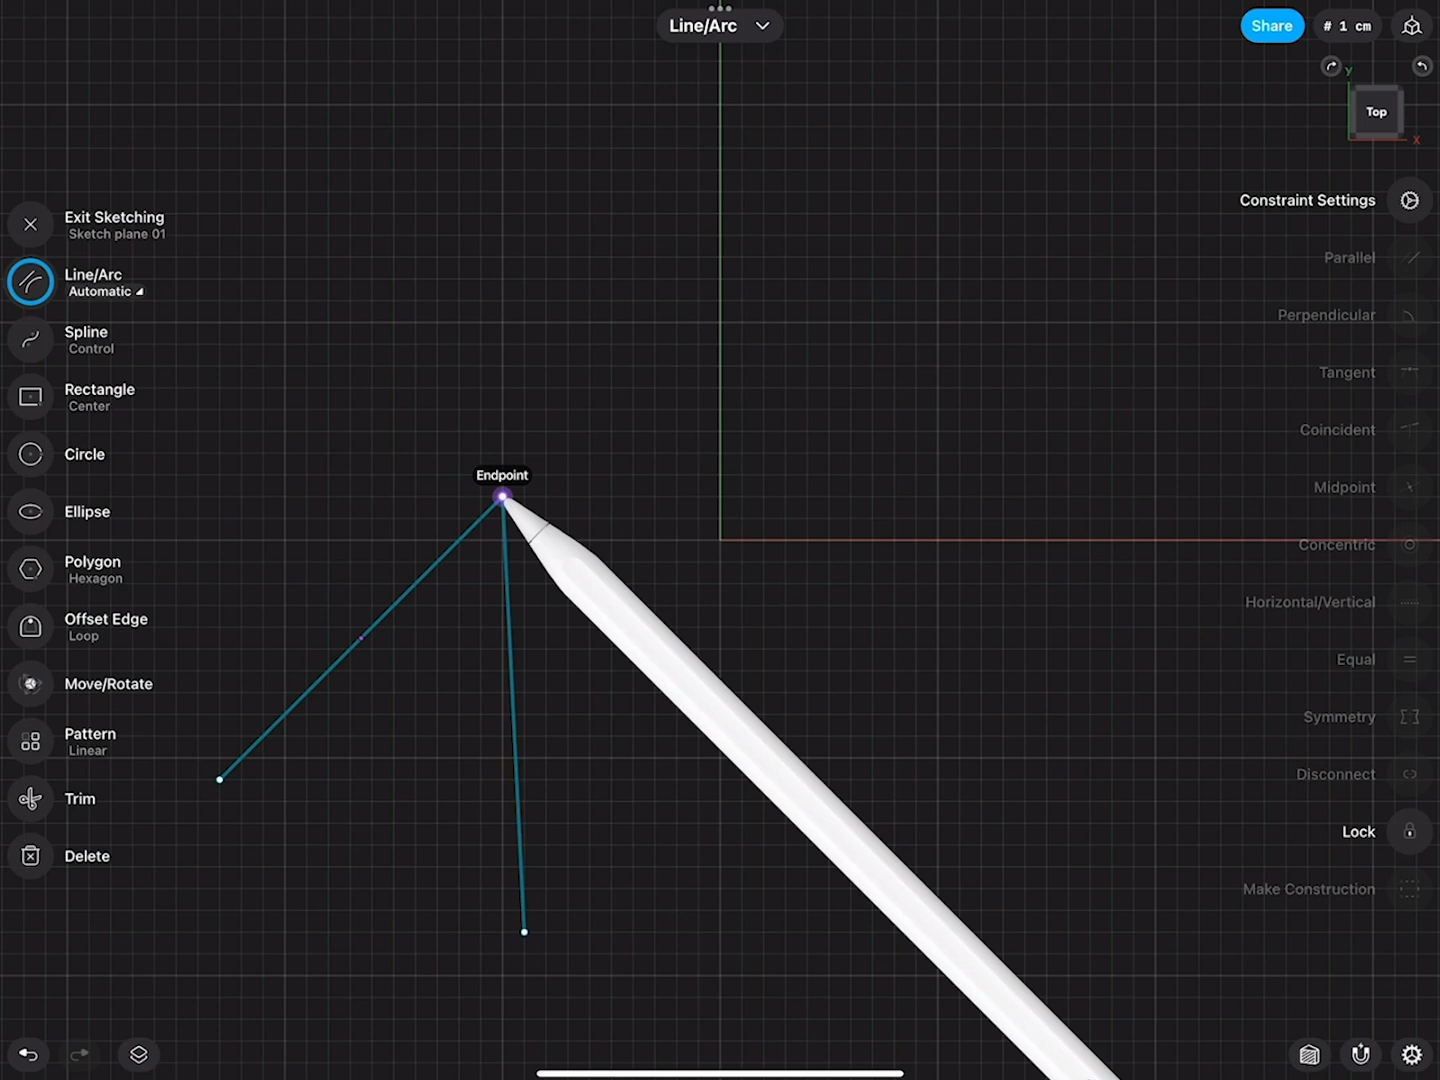 Line/Arc
Share
# 1 cm
Y
Top
X
Exit Sketching
Sketch plane 01
Line/Arc
Automatic
Spline
Control
Rectangle
Center
Circle
Ellipse
Polygon
Hexagon
Offset Edge
Loop
Move/Rotate
Pattern
Linear
Trim
Delete
Endpoint
Constraint Settings
Parallel
Perpendicular
Tangent
Coincident
Midpoint
Concentric
Horizontal/Vertical
Equal
Symmetry
Disconnect
Lock
Make Construction